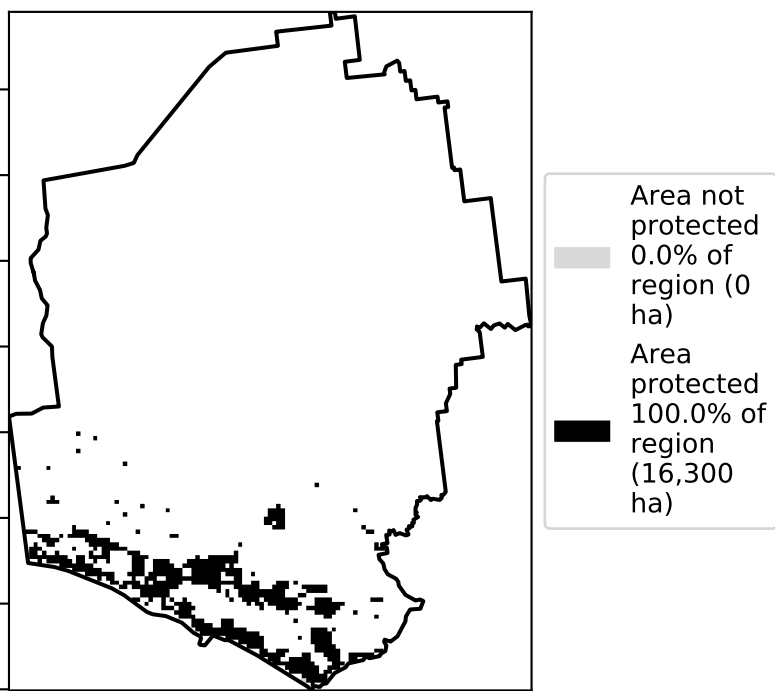 Area not
protected
0.0% of
region (0
ha)
Area
protected
100.0% of
region
(16,300
ha)